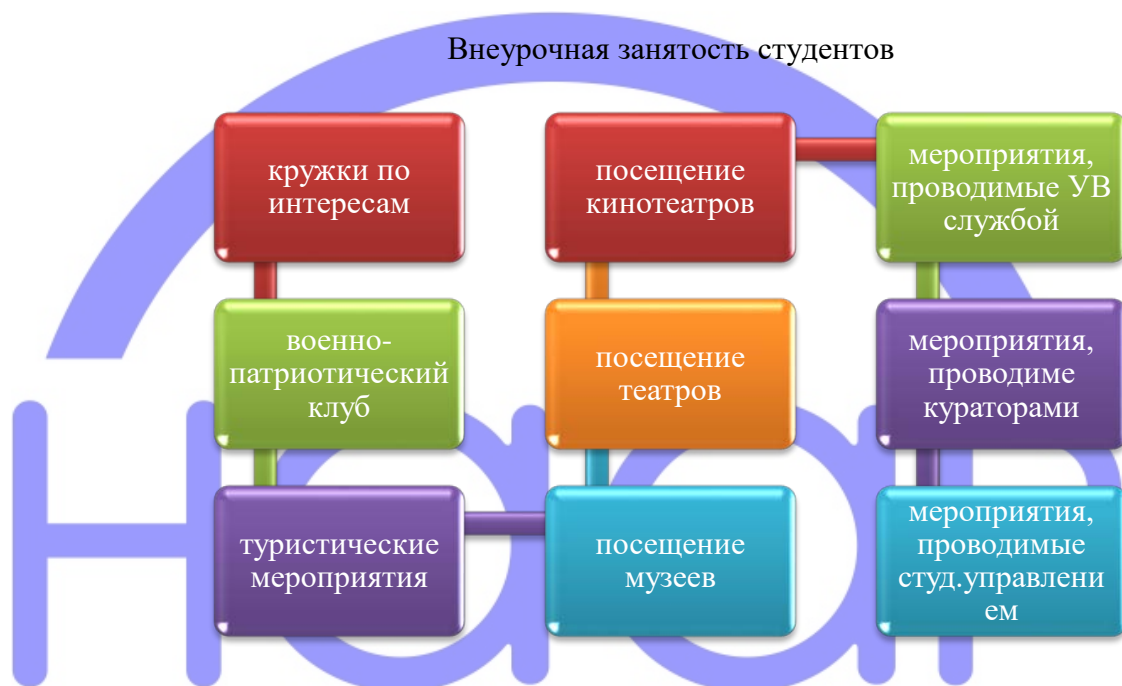 Внеурочная занятость студентов
кружки по
интересам
военно-
патриотический
клуб
туристические
мероприятия
посещение
музеев
посещение
театров
посещение
кинотеатров
мероприятия,
проводимые УВ
службой
мероприятия,
проводиме
кураторами
мероприятия,
проводимые
студ.управлени
ем